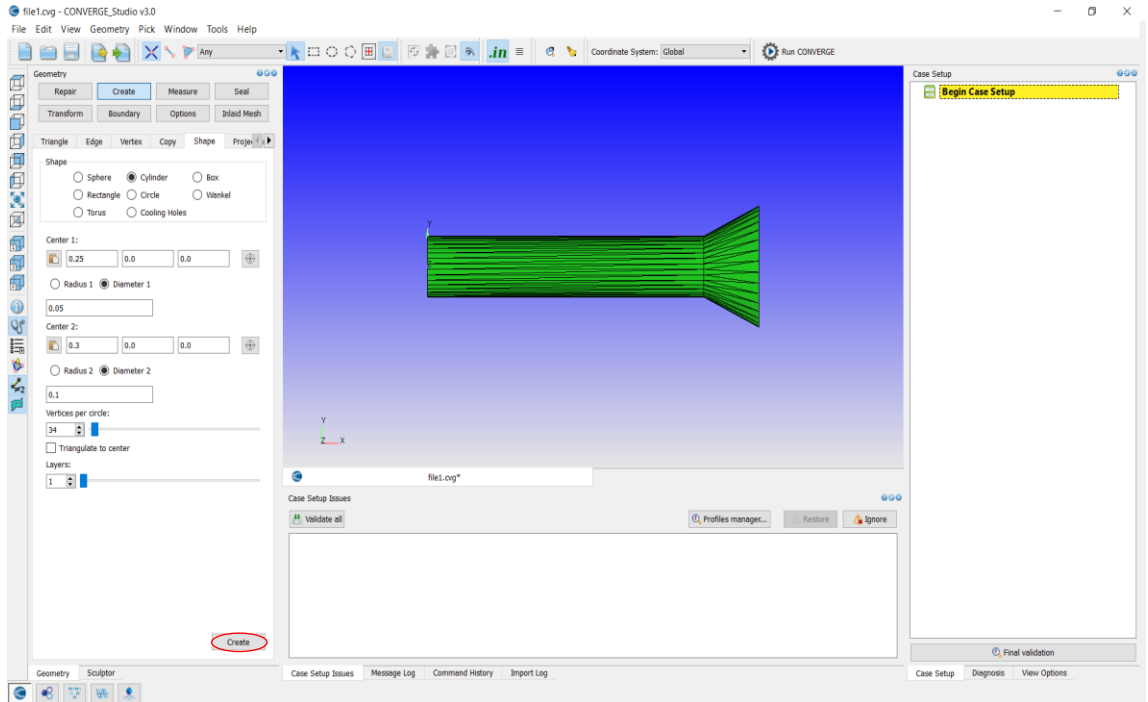 file1.cvg - CONVERGE_Studio v3.0
File Edit View Geometry Pick Window Tools Help
Any .in Coordinate System: Global Run CONVERGE
Geometry
Repair Create Measure Seal
Transform Boundary Options Inlaid Mesh
Triangle Edge Vertex Copy Shape Proje
Shape
Sphere Cylinder Box
Rectangle Circle Wankel
Torus Cooling Holes
Center 1:
0.25 0.0 0.0
Radius 1 Diameter 1
0.05
Center 2:
0.3 0.0 0.0
Radius 2 Diameter 2
0.1
Vertices per circle:
34
Triangulate to center
Layers:
1
Create
Geometry Sculptor
Y
Y
Z X
file1.cvg*
Case Setup Issues
Validate all Profiles manager... Restore Ignore
Case Setup Issues Message Log Command History Import Log
Case Setup
Begin Case Setup
Final validation
Case Setup Diagnosis View Options